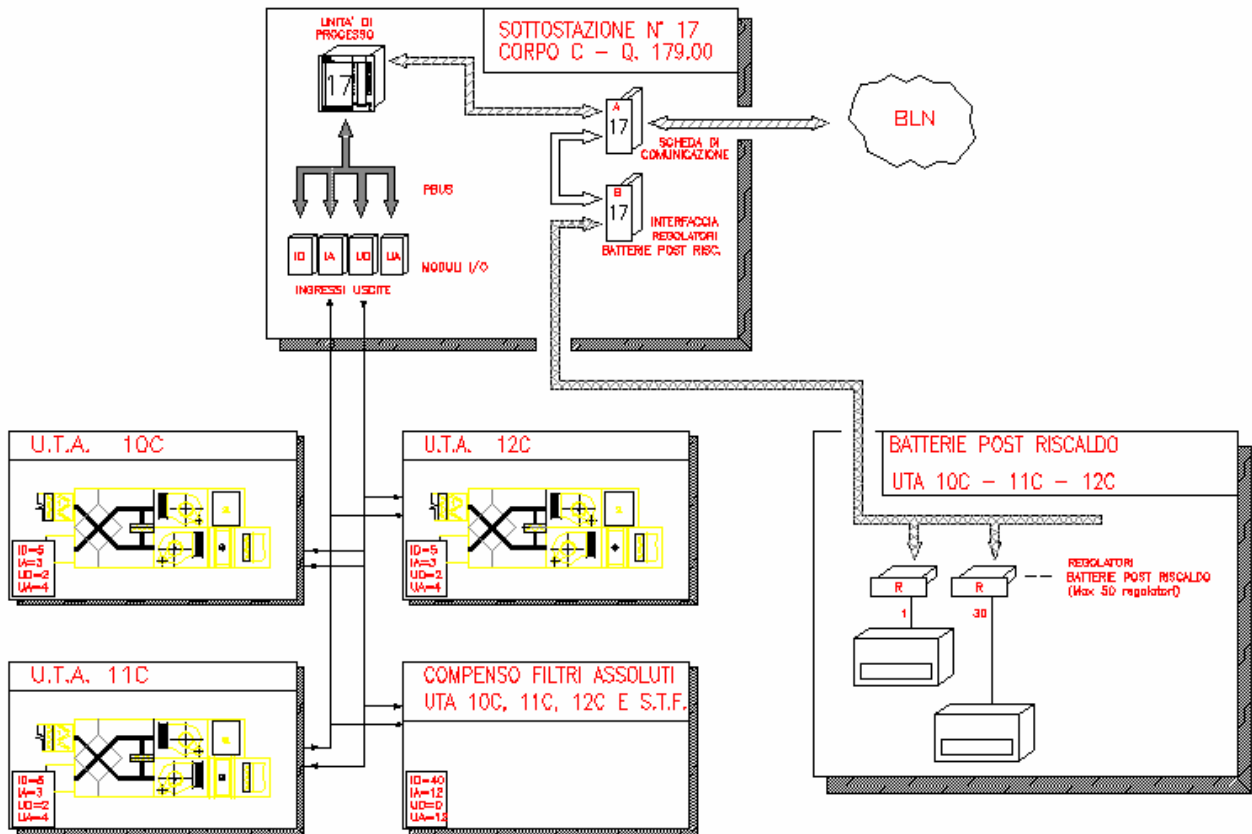 UNITA' DI
PROCESSO
17
SOTTOSTAZIONE N° 17
CORPO C - Q. 179.00
A
17
SCHEDA DI
COMUNICAZIONE
BLN
PBUS
B
17
INTERFACCIA
REGOLATORI
BATTERIE POST RISC.
ID IA UD UA
MODULI I/O
INGRESSI USCITE
U.T.A. 10C
ID=5
IA=3
UD=2
UA=4
U.T.A. 12C
ID=5
IA=3
UD=2
UA=4
BATTERIE POST RISCALDO
UTA 10C - 11C - 12C
R
R
1
30
REGOLATORI
BATTERIE POST RISCALDO
(Max 50 regolatori)
U.T.A. 11C
ID=5
IA=3
UD=2
UA=4
COMPENSO FILTRI ASSOLUTI
UTA 10C, 11C, 12C E S.T.F.
ID=40
IA=12
UD=0